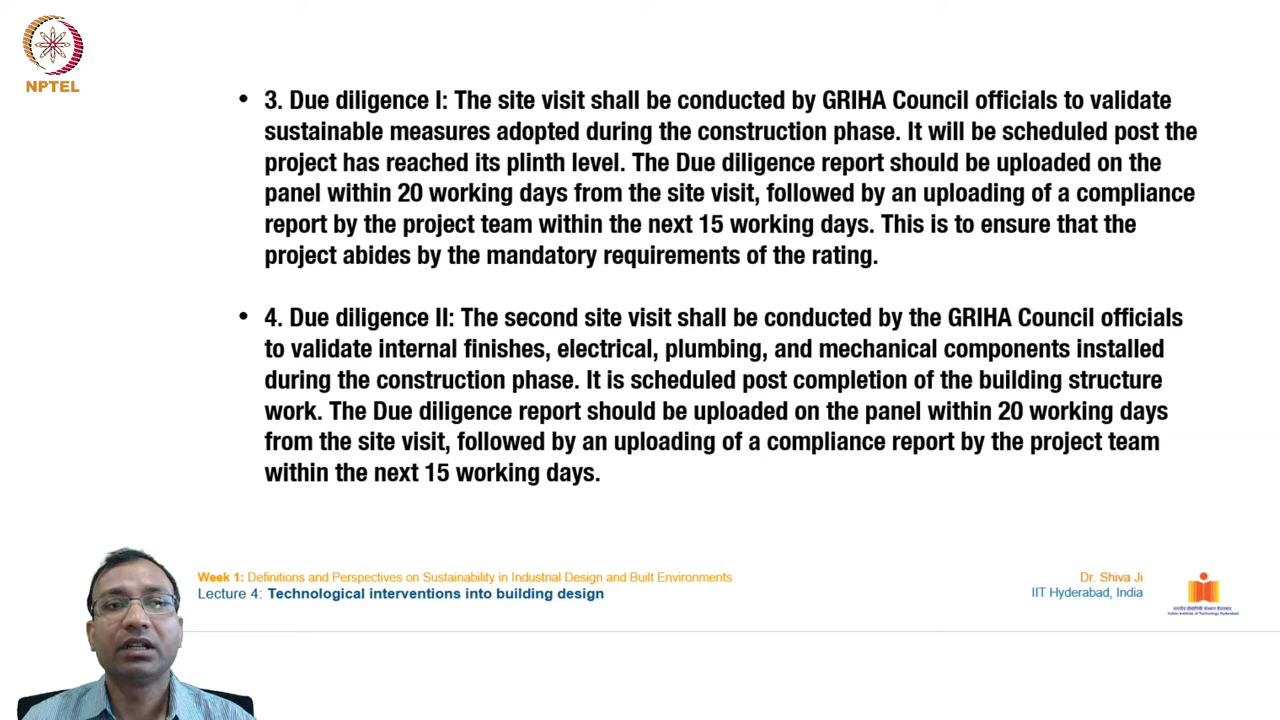 NPTEL
• 3. Due diligence I: The site visit shall be conducted by GRIHA Council officials to validate
sustainable measures adopted during the construction phase. It will be scheduled post the
project has reached its plinth level. The Due diligence report should be uploaded on the
panel within 20 working days from the site visit, followed by an uploading of a compliance
report by the project team within the next 15 working days. This is to ensure that the
project abides by the mandatory requirements of the rating.
• 4. Due diligence II: The second site visit shall be conducted by the GRIHA Council officials
to validate internal finishes, electrical, plumbing, and mechanical components installed
during the construction phase. It is scheduled post completion of the building structure
work. The Due diligence report should be uploaded on the panel within 20 working days
from the site visit, followed by an uploading of a compliance report by the project team
within the next 15 working days.
Week 1: Definitions and Perspectives on Sustainability in Industrial Design and Built Environments
Lecture 4: Technological interventions into building design
Dr. Shiva Ji
IIT Hyderabad, India
Indian Institute of Technology Hyderabad